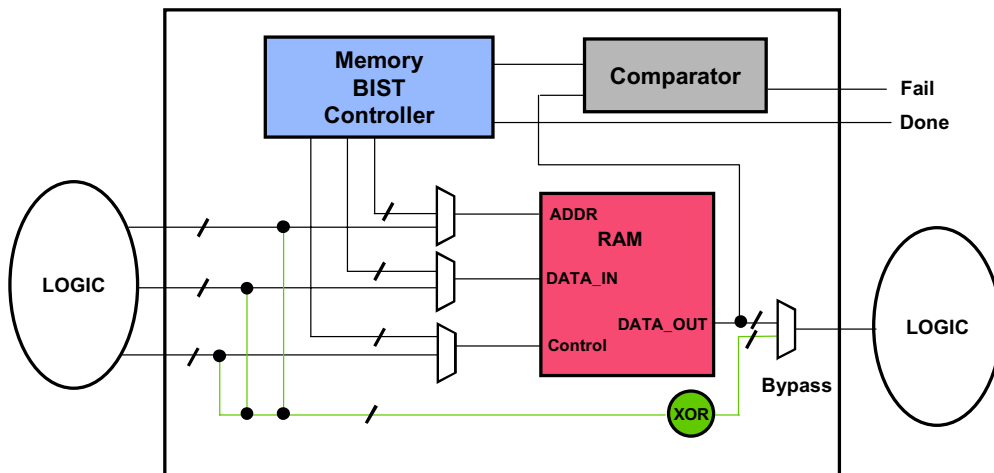 Memory
BIST
Controller
Comparator
Fail
Done
LOGIC
ADDR
RAM
DATA_IN
DATA_OUT
Control
LOGIC
Bypass
XOR